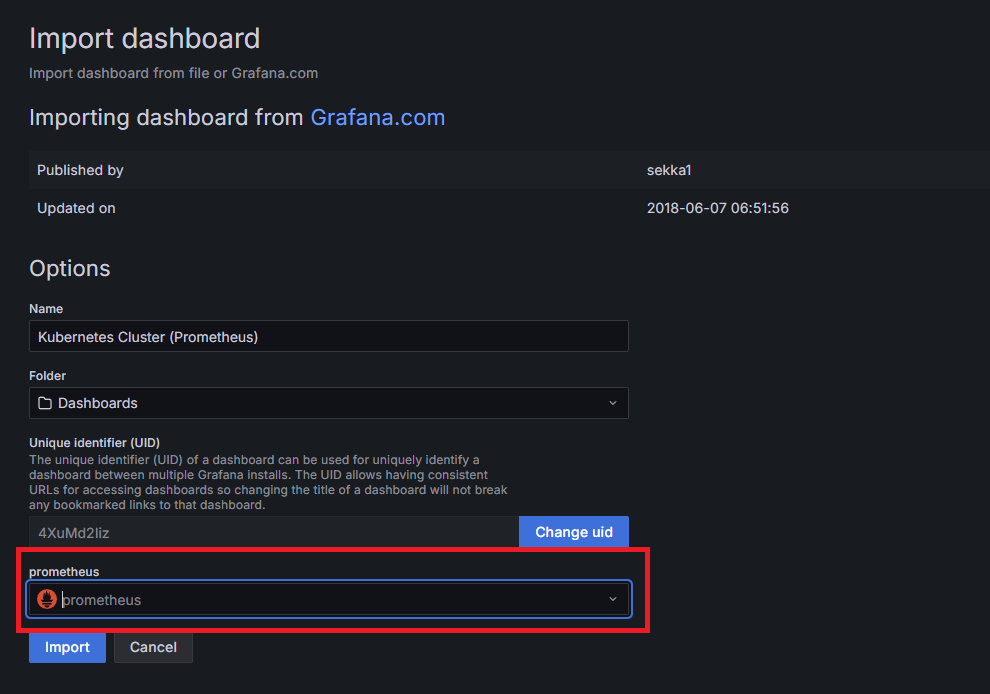 Import dashboard
Import dashboard from file or Grafana.com
Importing dashboard from Grafana.com
Published by sekka1
Updated on 2018-06-07 06:51:56
Options
Name
Kubernetes Cluster (Prometheus)
Folder
Dashboards
Unique identifier (UID)
The unique identifier (UID) of a dashboard can be used for uniquely identify a
dashboard between multiple Grafana installs. The UID allows having consistent
URLs for accessing dashboards so changing the title of a dashboard will not break
any bookmarked links to that dashboard.
4XuMd2Iiz Change uid
prometheus
prometheus
Import Cancel